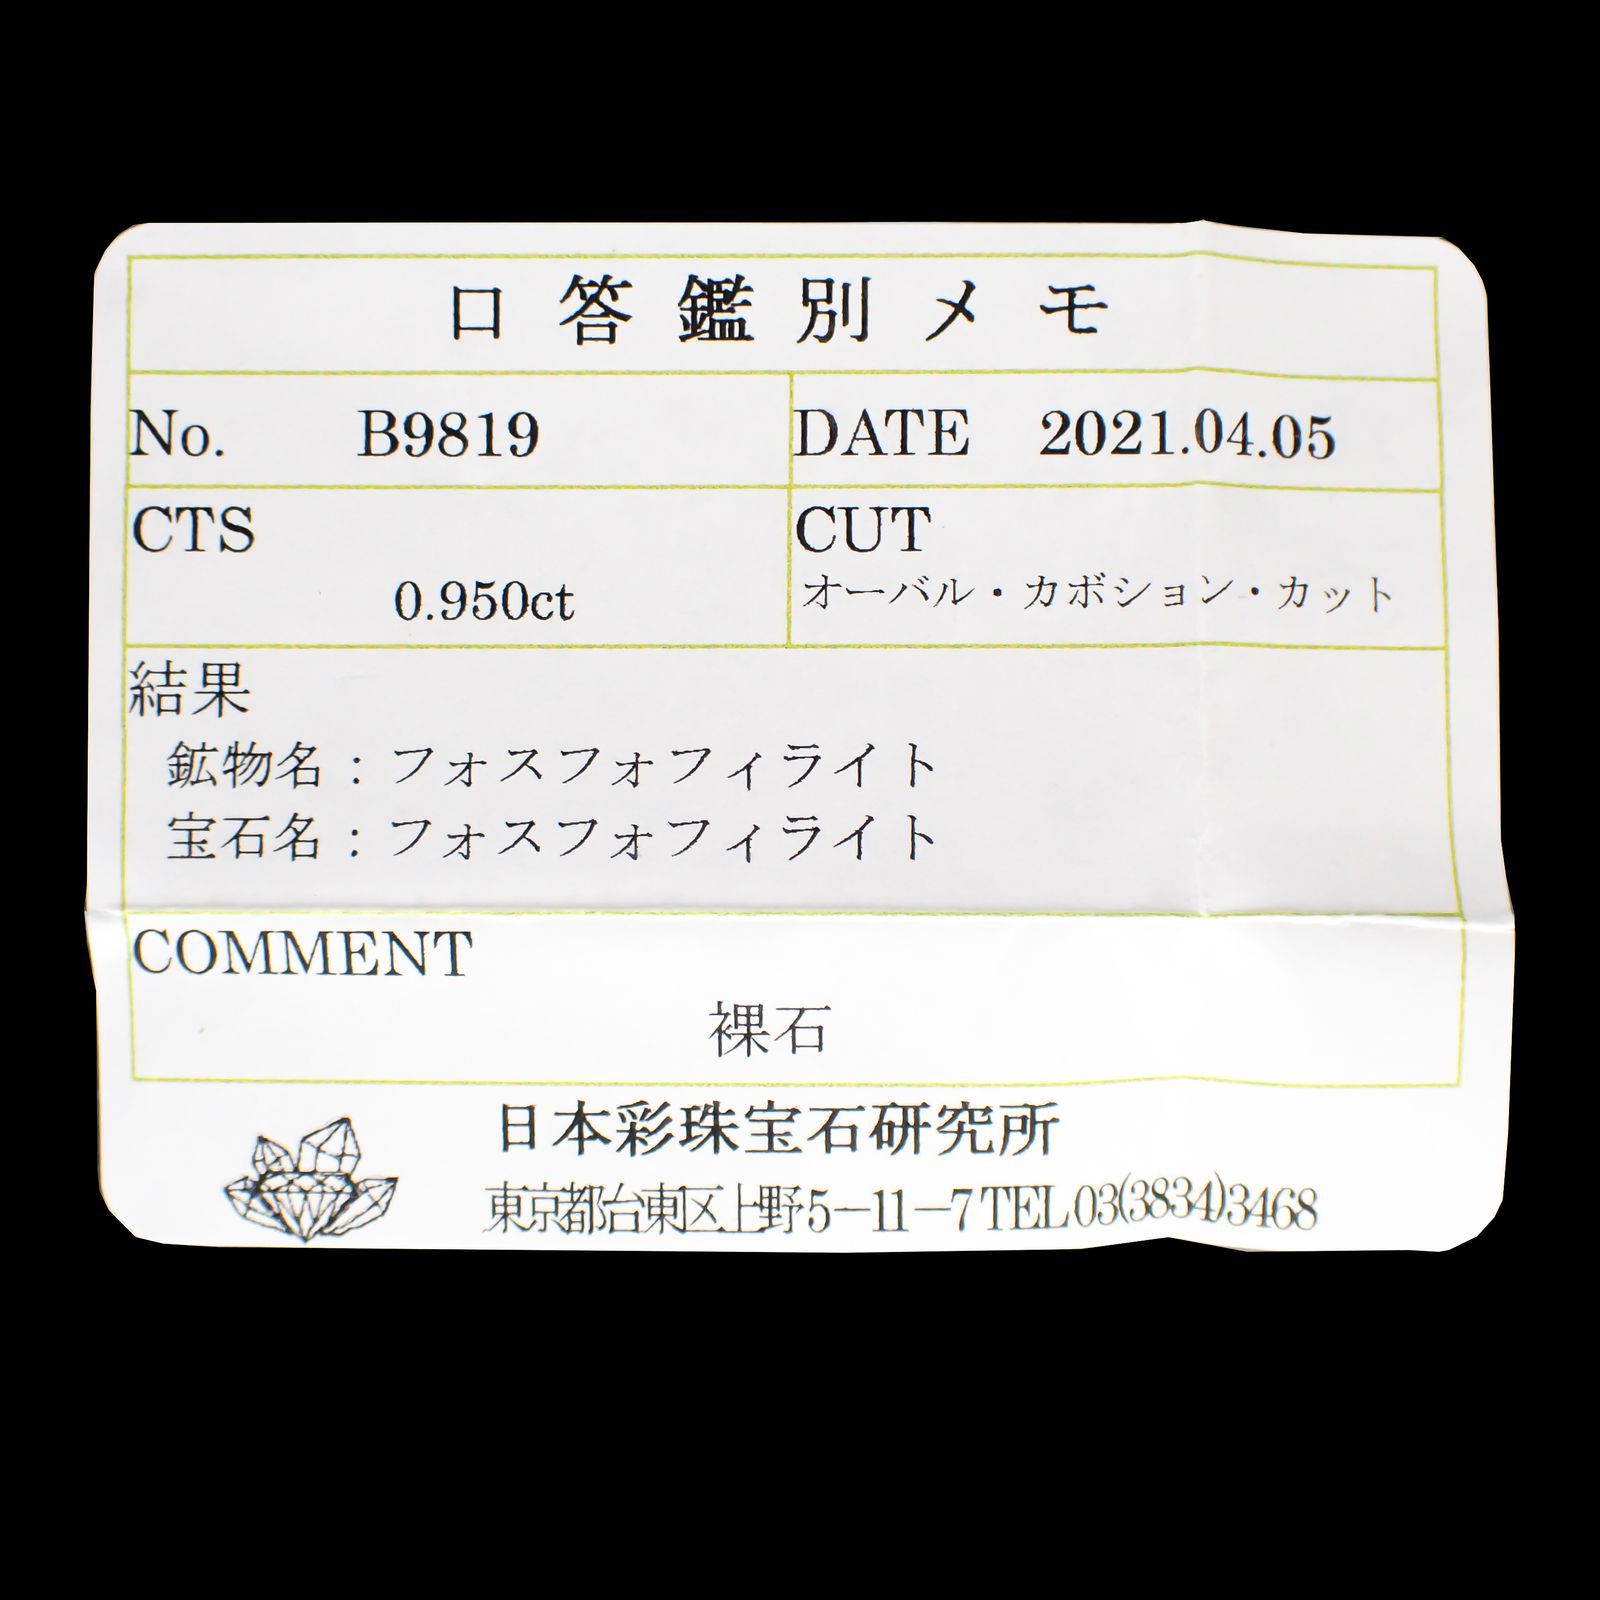 口答鑑別メモ
No. B9819
DATE 2021.04.05
CTS
0.950ct
CUT
オーバル・カボション・カット
結果
鉱物名：フォスフォフィライト
宝石名：フォスフォフィライト
COMMENT
裸石
日本彩珠宝石研究所
東京都台東区上野5－11－7 TEL 03(3834)3468